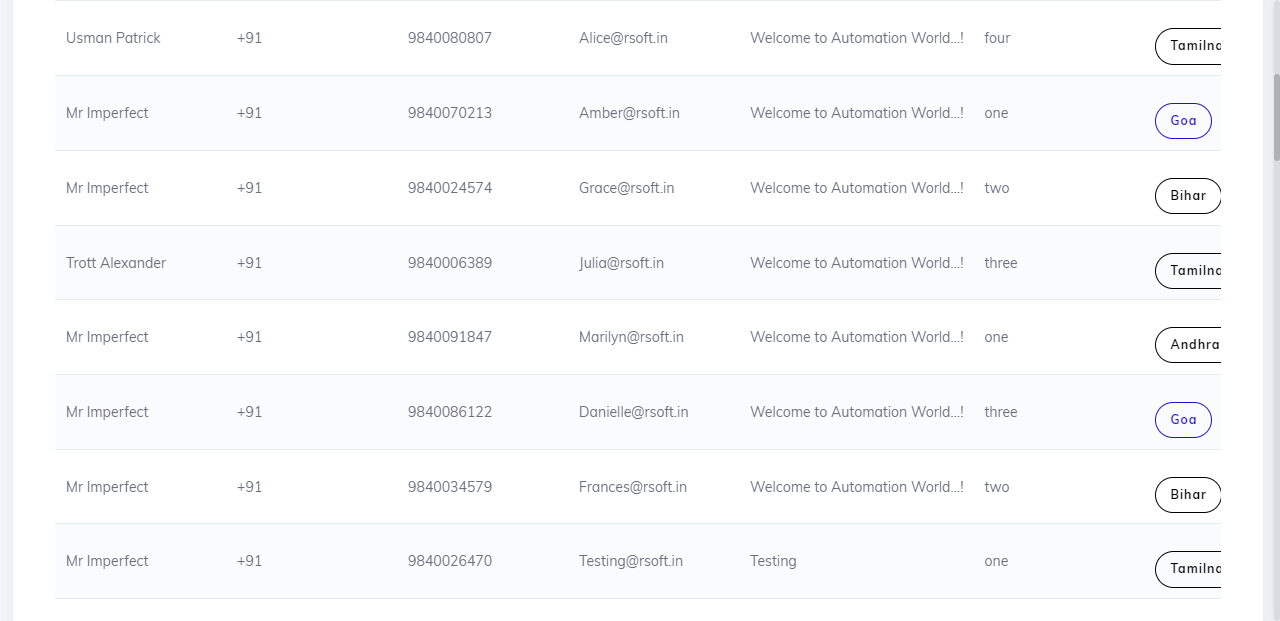 Usman Patrick +91 9840080807 Alice@rsoft.in Welcome to Automation World...! four
Mr Imperfect +91 9840070213 Amber@rsoft.in Welcome to Automation World...! one Goa
Mr Imperfect +91 9840024574 Grace@rsoft.in Welcome to Automation World...! two Bihar
Trott Alexander +91 9840006389 Julia@rsoft.in Welcome to Automation World...! three
Mr Imperfect +91 9840091847 Marilyn@rsoft.in Welcome to Automation World...! one Andhra
Mr Imperfect +91 9840086122 Danielle@rsoft.in Welcome to Automation World...! three Goa
Mr Imperfect +91 9840034579 Frances@rsoft.in Welcome to Automation World...! two Bihar
Mr Imperfect +91 9840026470 Testing@rsoft.in Testing one